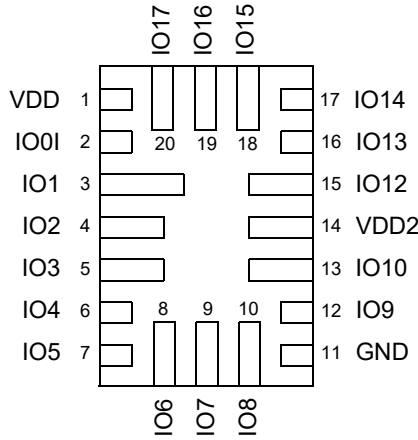 IO17 IO16 IO15
VDD 1 17 IO14
IO0I 2 20 19 18 16 IO13
IO1 3 15 IO12
IO2 4 14 VDD2
IO3 5 13 IO10
IO4 6 8 9 10 12 IO9
IO5 7 11 GND
IO6 IO7 IO8